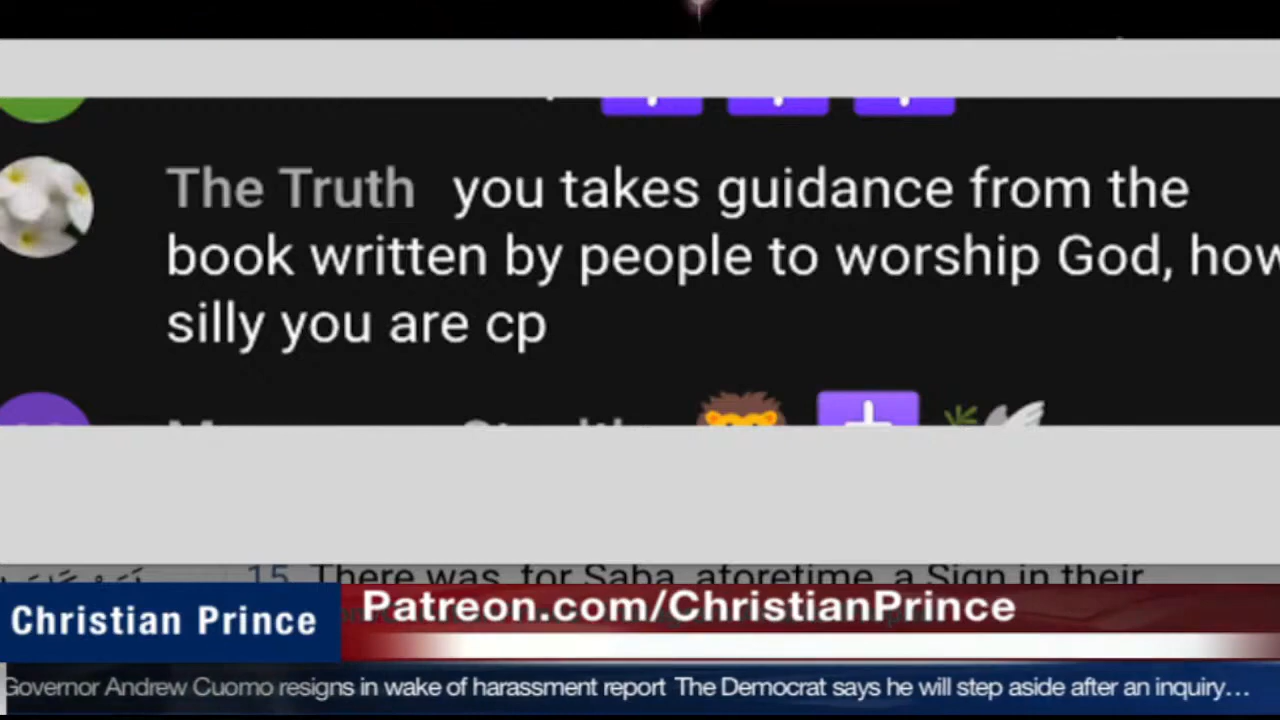 The Truth you takes guidance from the
book written by people to worship God, how
silly you are cp
15 There was, for Saba, aforetime, a Sign in their
Christian Prince
Patreon.com/ChristianPrince
Governor Andrew Cuomo resigns in wake of harassment report The Democrat says he will step aside after an inquiry…